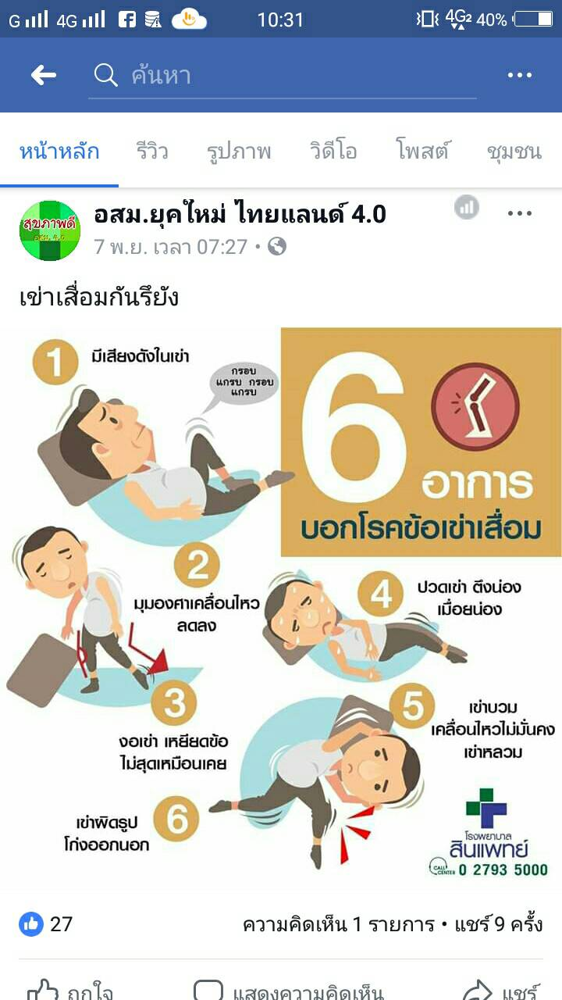 G 4G 10:31 4G2 40%
ค้นหา
หน้าหลัก รีวิว รูปภาพ วิดีโอ โพสต์ ชุมชน
สุขภาพดี
อสม. 4.0
อสม.ยุคใหม่ ไทยแลนด์ 4.0
7 พ.ย. เวลา 07:27 •
เข่าเสื่อมกันรึยัง
1 มีเสียงดังในเข่า
กรอบ
แกรบ กรอบ
แกรบ
6
อาการ
บอกโรคข้อเข่าเสื่อม
2
มุมองศาเคลื่อนไหว
ลดลง
3
งอเข่า เหยียดข้อ
ไม่สุดเหมือนเคย
4 ปวดเข่า ตึงน่อง
เมื่อยน่อง
5 เข่าบวม
เคลื่อนไหวไม่มั่นคง
เข่าหลวม
6
เข่าผิดรูป
โก่งออกนอก
โรงพยาบาล
สินแพทย์
CALL CENTER 0 2793 5000
27 ความคิดเห็น 1 รายการ • แชร์ 9 ครั้ง
ถูกใจ แสดงความคิดเห็น แชร์